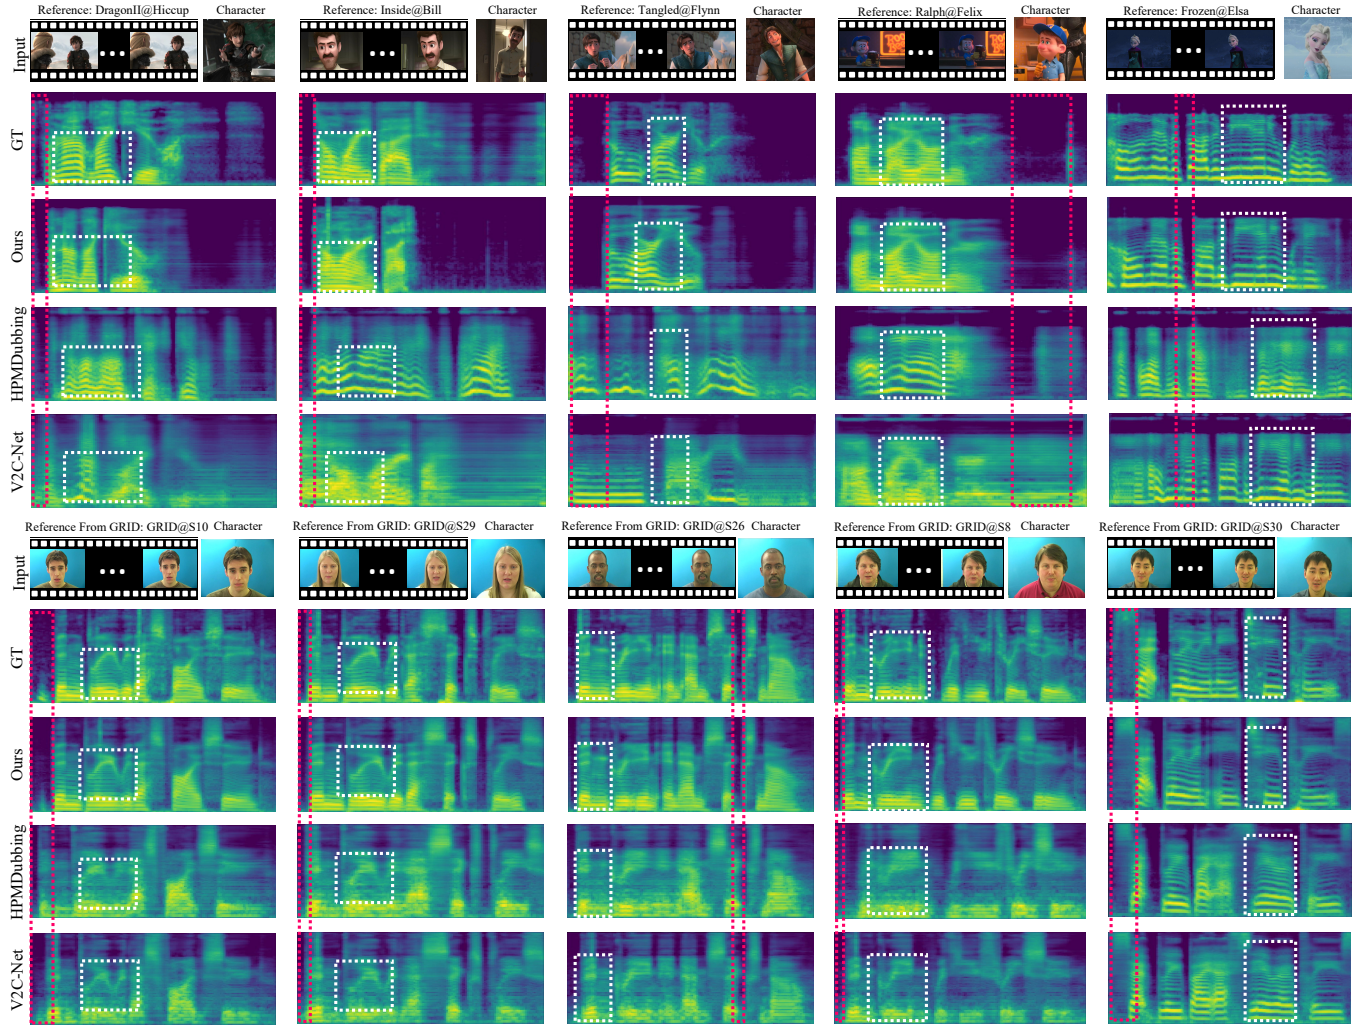 Reference: DragonII@Hiccup Character Reference: Inside@Bill Character Reference: Tangled@Flynn Character Reference: Ralph@Felix Character Reference: Frozen@Elsa Character
Input
GT
Ours
HPMDubbing
V2C-Net
Reference From GRID: GRID@S10 Character Reference From GRID: GRID@S29 Character Reference From GRID: GRID@S26 Character Reference From GRID: GRID@S8 Character Reference From GRID: GRID@S30 Character
Input
GT
Ours
HPMDubbing
V2C-Net